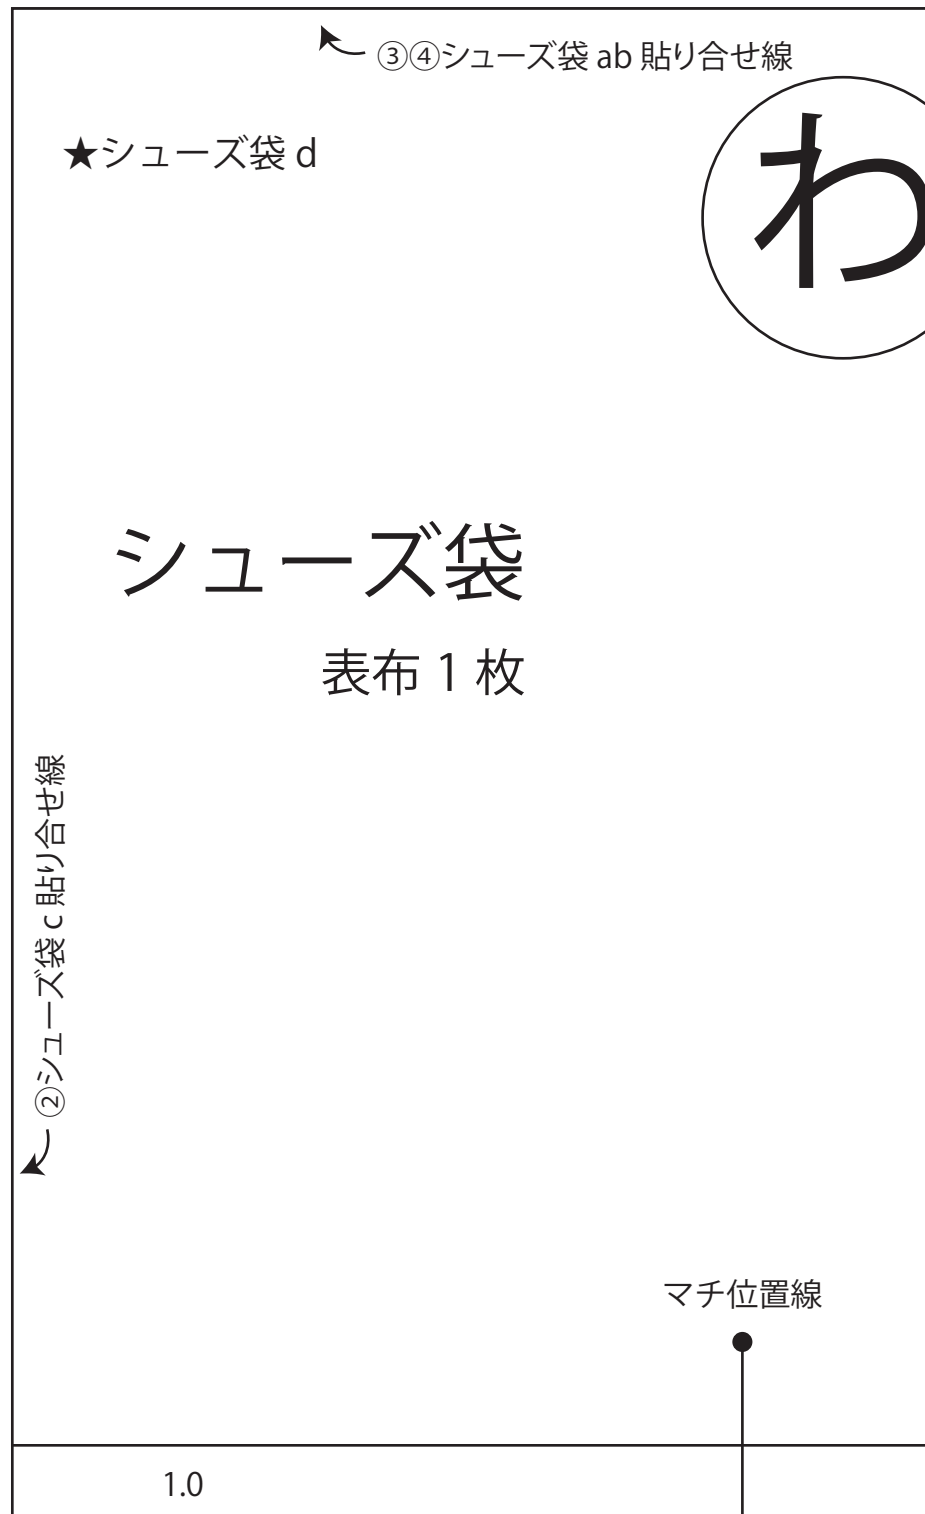 ③④シューズ袋 ab 貼り合せ線
★シューズ袋 d
わ
シューズ袋
表布 1 枚
②シューズ袋 c 貼り合せ線
マチ位置線
1.0